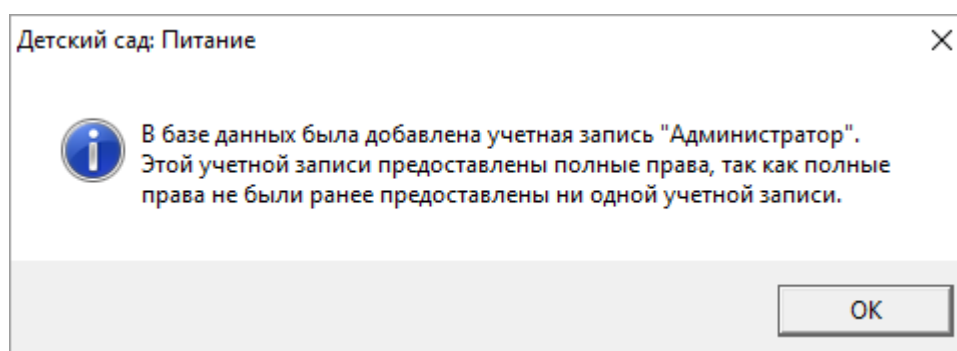 Детский сад: Питание
В базе данных была добавлена учетная запись "Администратор".
Этой учетной записи предоставлены полные права, так как полные
права не были ранее предоставлены ни одной учетной записи.
OK